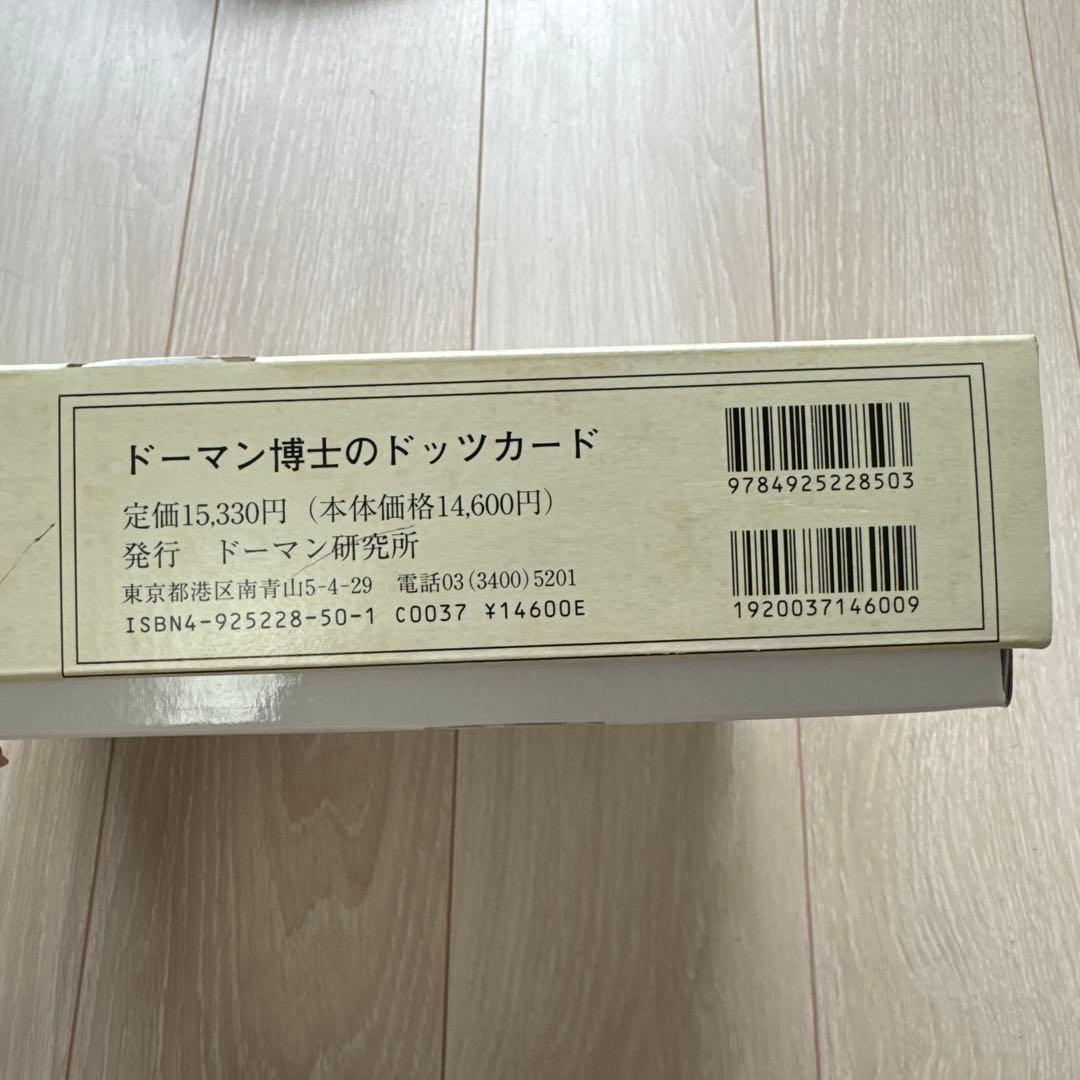 ドーマン博士のドッツカード
定価15,330円（本体価格14,600円）
発行　ドーマン研究所
東京都港区南青山5-4-29　電話03(3400)5201
ISBN4-925228-50-1 C0037 ¥14600E
9784925228503
1920037146009